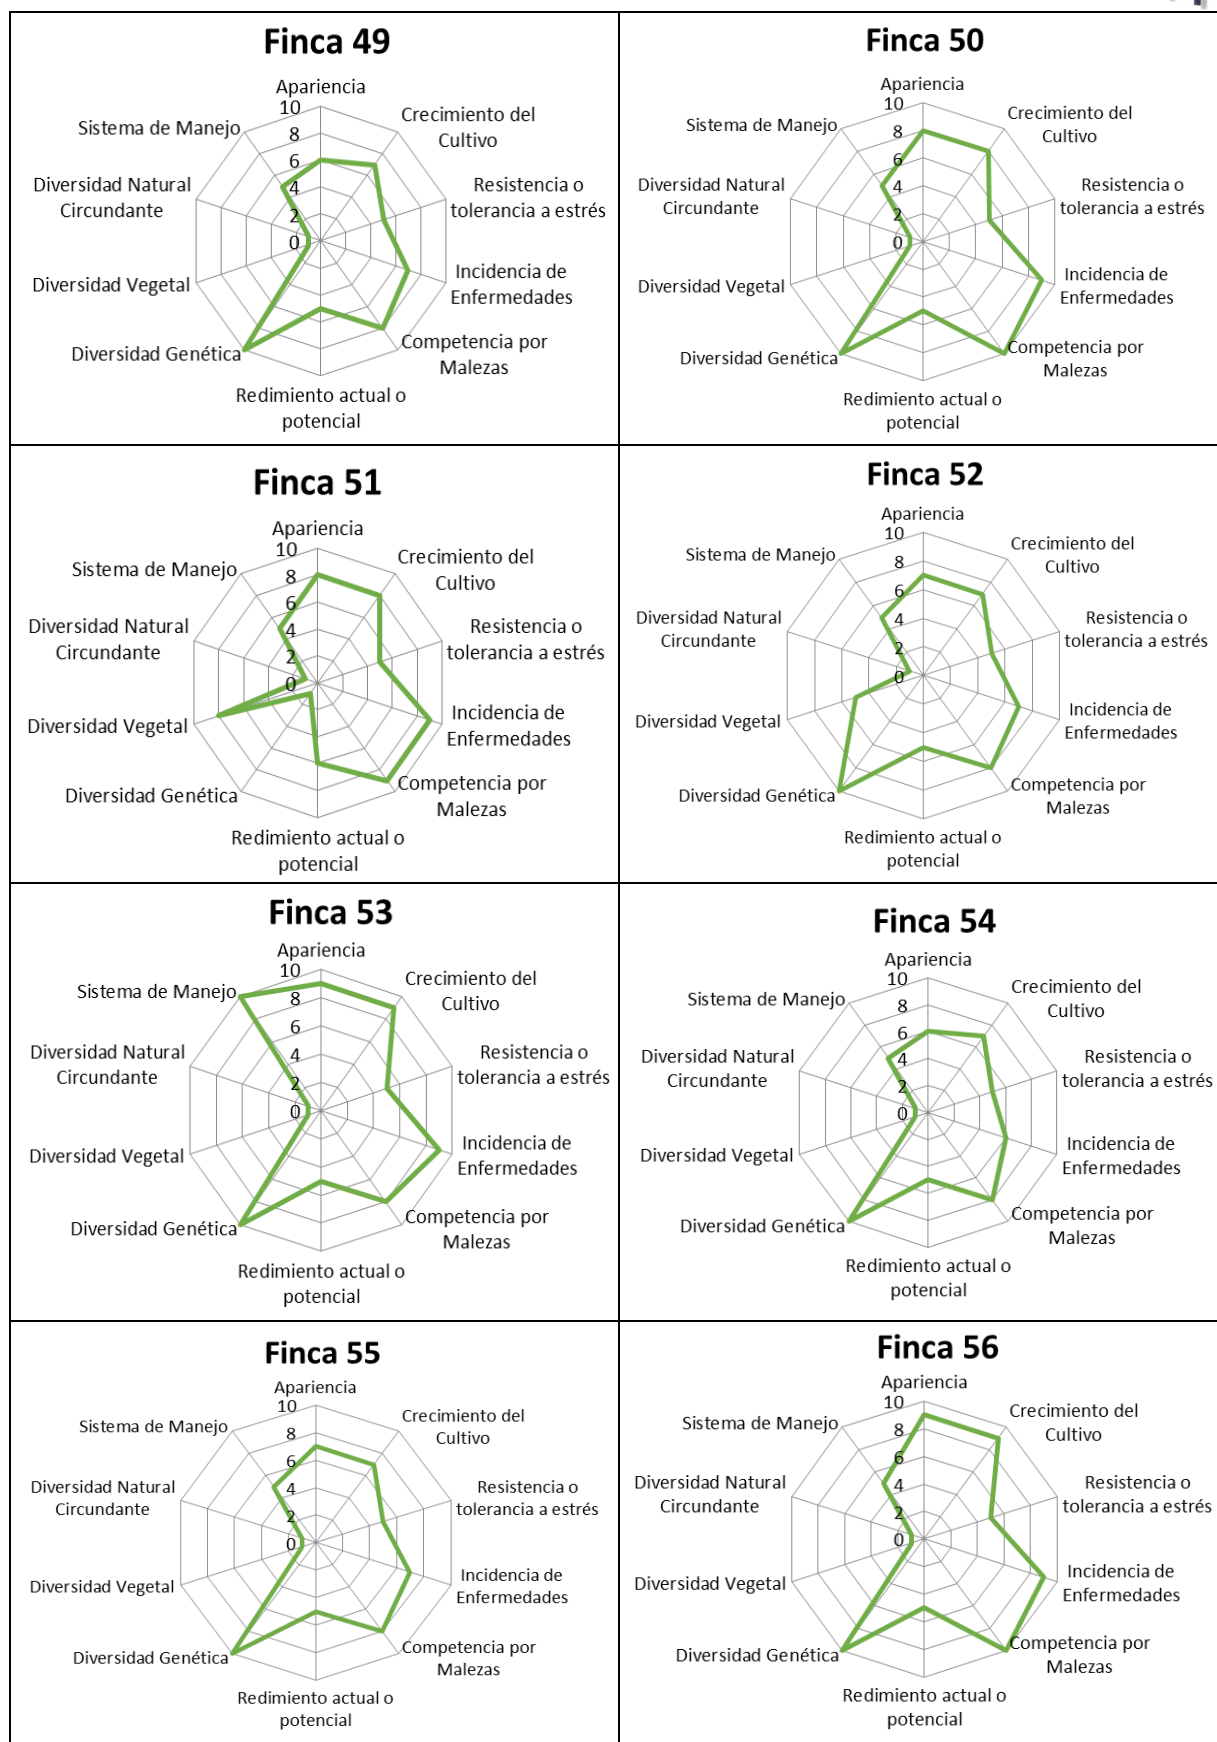 Finca 49
Apariencia
10
8
6
4
2
0
Crecimiento del
Cultivo
Resistencia o
tolerancia a estrés
Incidencia de
Enfermedades
Competencia por
Malezas
Redimiento actual o
potencial
Diversidad Genética
Diversidad Vegetal
Diversidad Natural
Circundante
Sistema de Manejo
Finca 50
Apariencia
10
8
6
4
2
0
Crecimiento del
Cultivo
Resistencia o
tolerancia a estrés
Incidencia de
Enfermedades
Competencia por
Malezas
Redimiento actual o
potencial
Diversidad Genética
Diversidad Vegetal
Diversidad Natural
Circundante
Sistema de Manejo
Finca 51
Apariencia
10
8
6
4
2
0
Crecimiento del
Cultivo
Resistencia o
tolerancia a estrés
Incidencia de
Enfermedades
Competencia por
Malezas
Redimiento actual o
potencial
Diversidad Genética
Diversidad Vegetal
Diversidad Natural
Circundante
Sistema de Manejo
Finca 52
Apariencia
10
8
6
4
2
0
Crecimiento del
Cultivo
Resistencia o
tolerancia a estrés
Incidencia de
Enfermedades
Competencia por
Malezas
Redimiento actual o
potencial
Diversidad Genética
Diversidad Vegetal
Diversidad Natural
Circundante
Sistema de Manejo
Finca 53
Apariencia
10
8
6
4
2
0
Crecimiento del
Cultivo
Resistencia o
tolerancia a estrés
Incidencia de
Enfermedades
Competencia por
Malezas
Redimiento actual o
potencial
Diversidad Genética
Diversidad Vegetal
Diversidad Natural
Circundante
Sistema de Manejo
Finca 54
Apariencia
10
8
6
4
2
0
Crecimiento del
Cultivo
Resistencia o
tolerancia a estrés
Incidencia de
Enfermedades
Competencia por
Malezas
Redimiento actual o
potencial
Diversidad Genética
Diversidad Vegetal
Diversidad Natural
Circundante
Sistema de Manejo
Finca 55
Apariencia
10
8
6
4
2
0
Crecimiento del
Cultivo
Resistencia o
tolerancia a estrés
Incidencia de
Enfermedades
Competencia por
Malezas
Redimiento actual o
potencial
Diversidad Genética
Diversidad Vegetal
Diversidad Natural
Circundante
Sistema de Manejo
Finca 56
Apariencia
10
8
6
4
2
0
Crecimiento del
Cultivo
Resistencia o
tolerancia a estrés
Incidencia de
Enfermedades
Competencia por
Malezas
Redimiento actual o
potencial
Diversidad Genética
Diversidad Vegetal
Diversidad Natural
Circundante
Sistema de Manejo